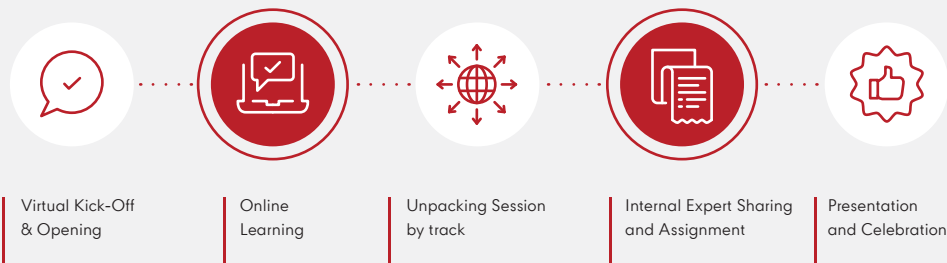 Virtual Kick-Off
& Opening
Online
Learning
Unpacking Session
by track
Internal Expert Sharing
and Assignment
Presentation
and Celebration